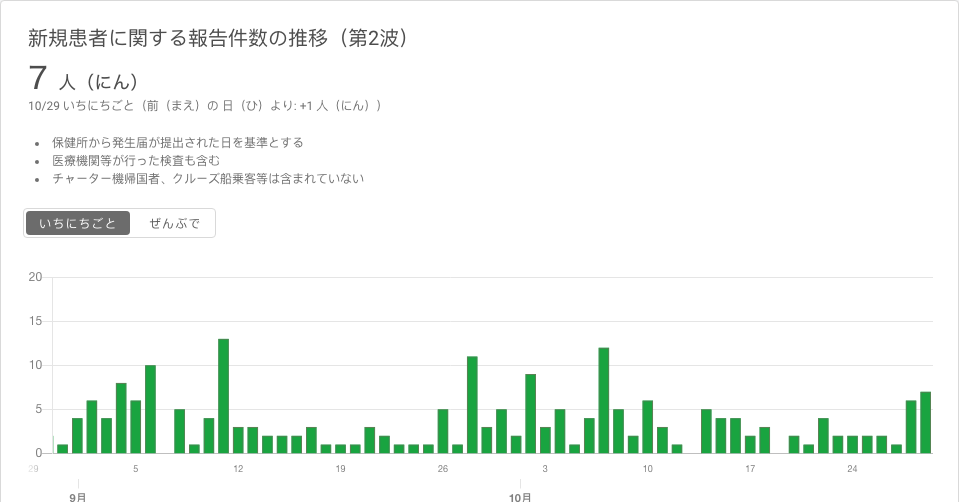 新規患者に関する報告件数の推移（第2波）
7 人（にん）
10/29 いちにちごと（前（まえ）の 日（ひ）より: +1 人（にん））
• 保健所から発生届が提出された日を基準とする
• 医療機関等が行った検査も含む
• チャーター機帰国者、クルーズ船乗客等は含まれていない
いちにちごと ぜんぶで
20
15
10
5
0
29 5 12 19 26 3 10 17 24
9月 10月